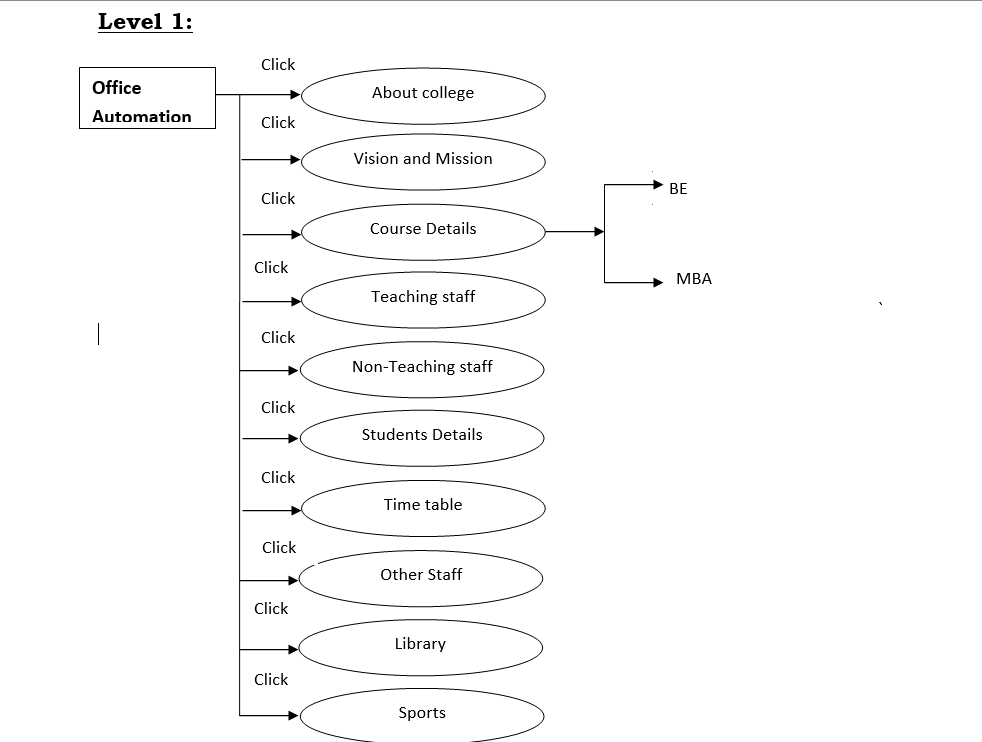 Level 1:
Click
Office
Automation
About college
Click
Vision and Mission
Click
BE
Course Details
Click
MBA
Teaching staff
Click
Non-Teaching staff
Click
Students Details
Click
Time table
Click
Other Staff
Click
Library
Click
Sports